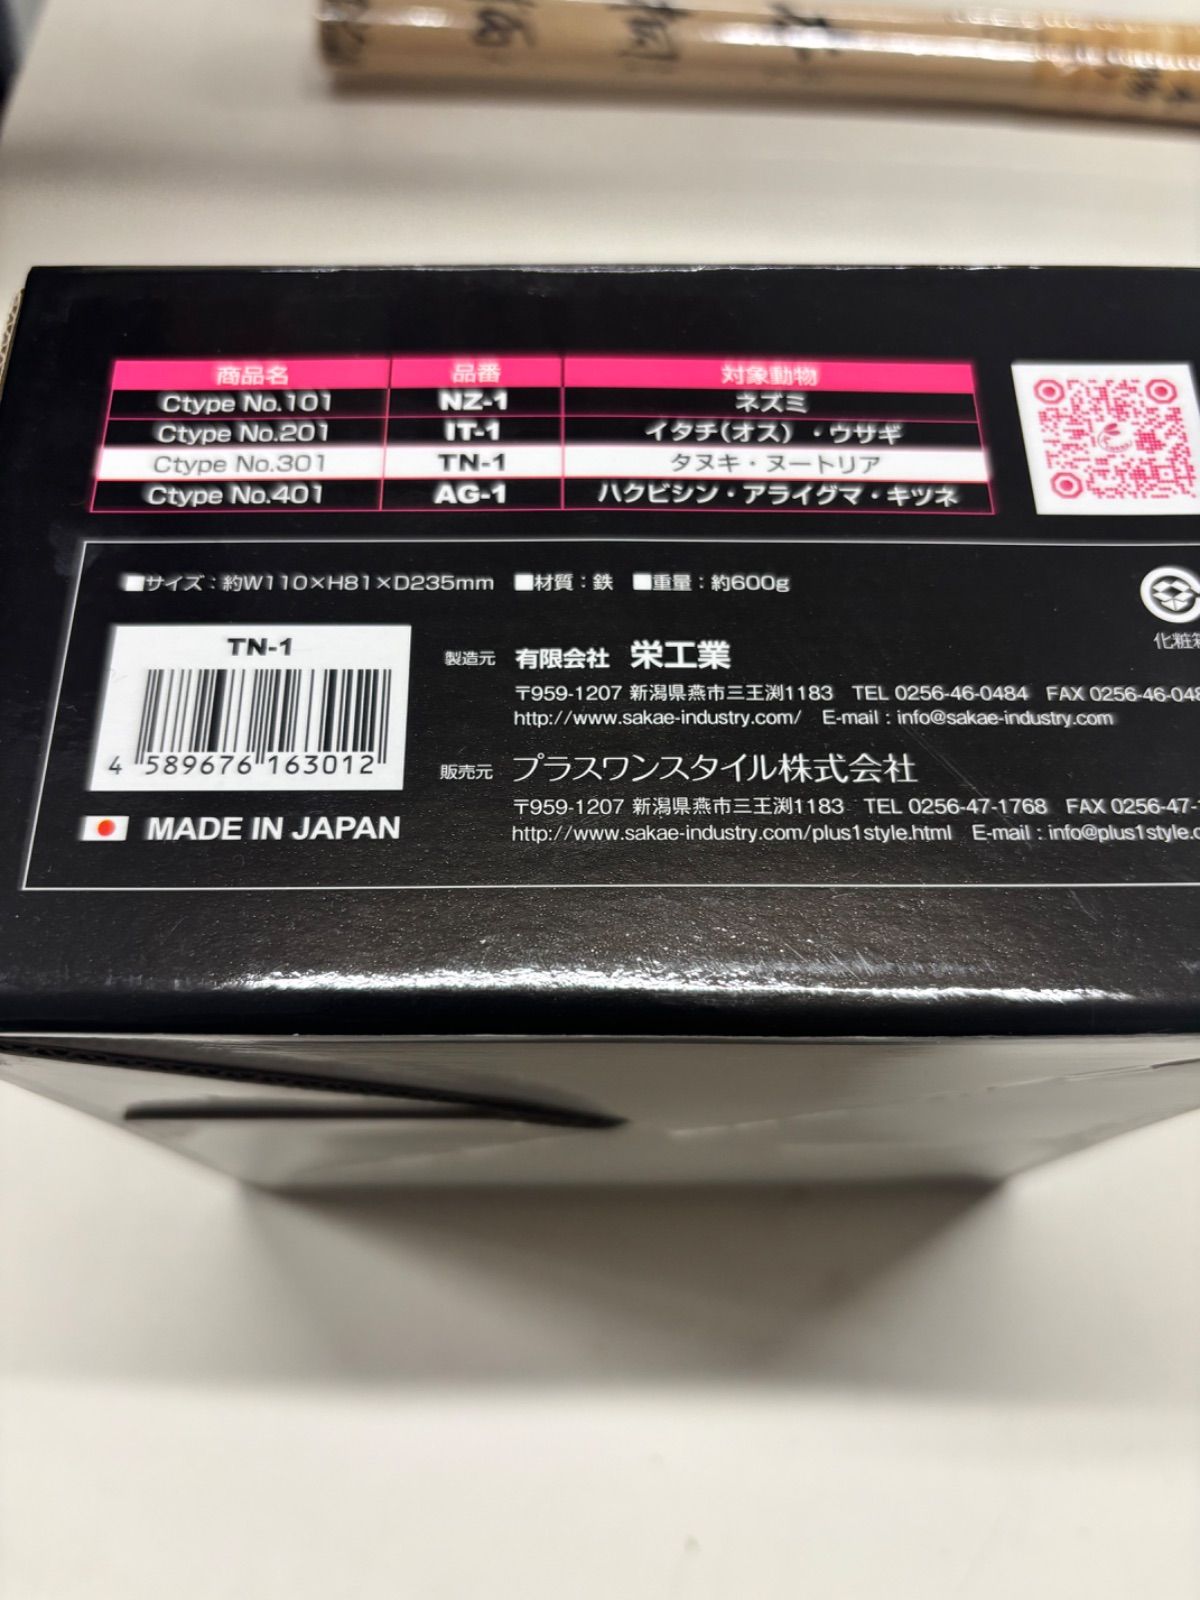 商品名 品番 対象動物
Ctype No.101 NZ-1 ネズミ
Ctype No.201 IT-1 イタチ(オス)・ウサギ
Ctype No.301 TN-1 タヌキ・ヌートリア
Ctype No.401 AG-1 ハクビシン・アライグマ・キツネ
■サイズ：約W110×H81×D235mm ■材質：鉄 ■重量：約600g
化粧箱
TN-1
4 589676 163012
MADE IN JAPAN
製造元 有限会社 栄工業
〒959-1207 新潟県燕市三王渕1183 TEL 0256-46-0484 FAX 0256-46-048
http://www.sakae-industry.com/ E-mail : info@sakae-industry.com
販売元 プラスワンスタイル株式会社
〒959-1207 新潟県燕市三王渕1183 TEL 0256-47-1768 FAX 0256-47-
http://www.sakae-industry.com/plus1style.html E-mail : info@plus1style.c